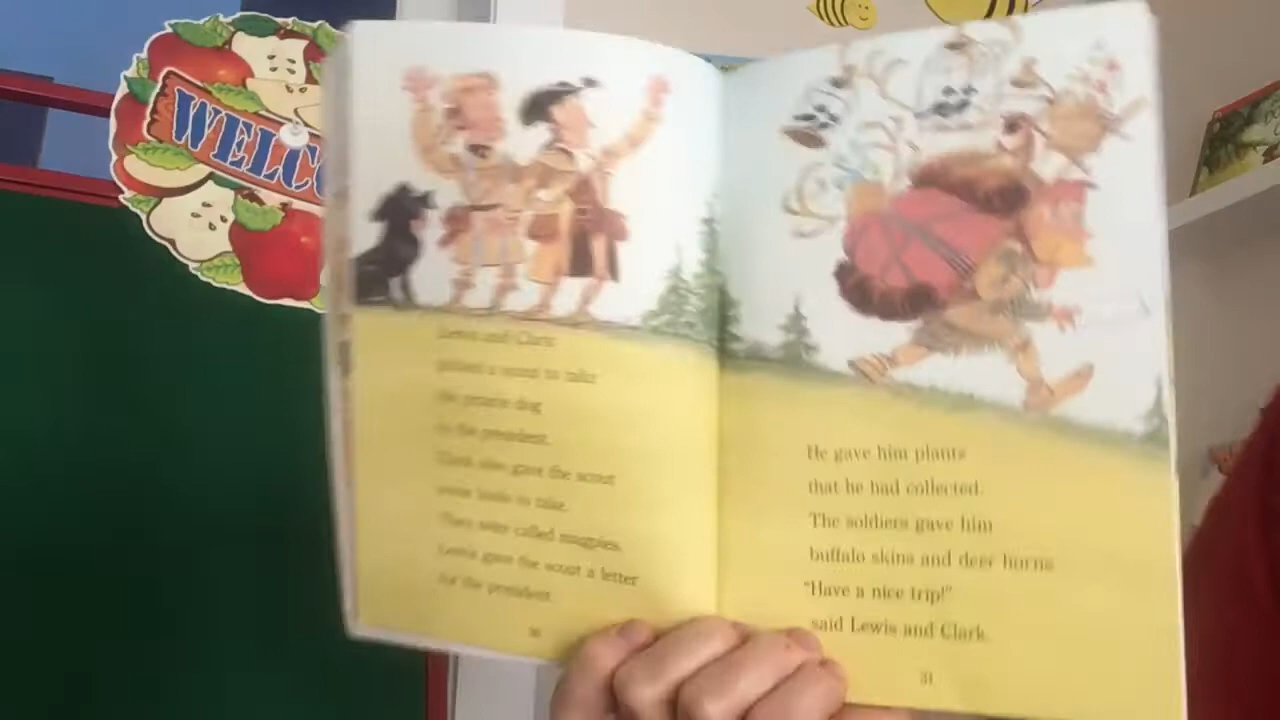 WELCO
Lewis and Clark
asked a scout to take
the prairie dog
to the president.
Clark also gave the scout
some birds to take.
They were called magpies.
Lewis gave the scout a letter
for the president.
30
He gave him plants
that he had collected.
The soldiers gave him
buffalo skins and deer horns.
"Have a nice trip!"
said Lewis and Clark.
31